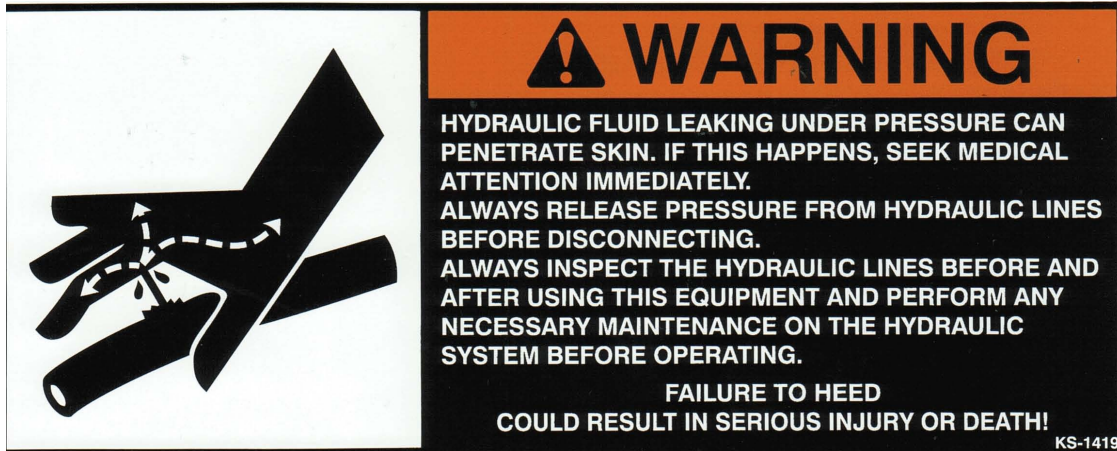 WARNING
HYDRAULIC FLUID LEAKING UNDER PRESSURE CAN
PENETRATE SKIN. IF THIS HAPPENS, SEEK MEDICAL
ATTENTION IMMEDIATELY.
ALWAYS RELEASE PRESSURE FROM HYDRAULIC LINES
BEFORE DISCONNECTING.
ALWAYS INSPECT THE HYDRAULIC LINES BEFORE AND
AFTER USING THIS EQUIPMENT AND PERFORM ANY
NECESSARY MAINTENANCE ON THE HYDRAULIC
SYSTEM BEFORE OPERATING.
FAILURE TO HEED
COULD RESULT IN SERIOUS INJURY OR DEATH!
KS-1419